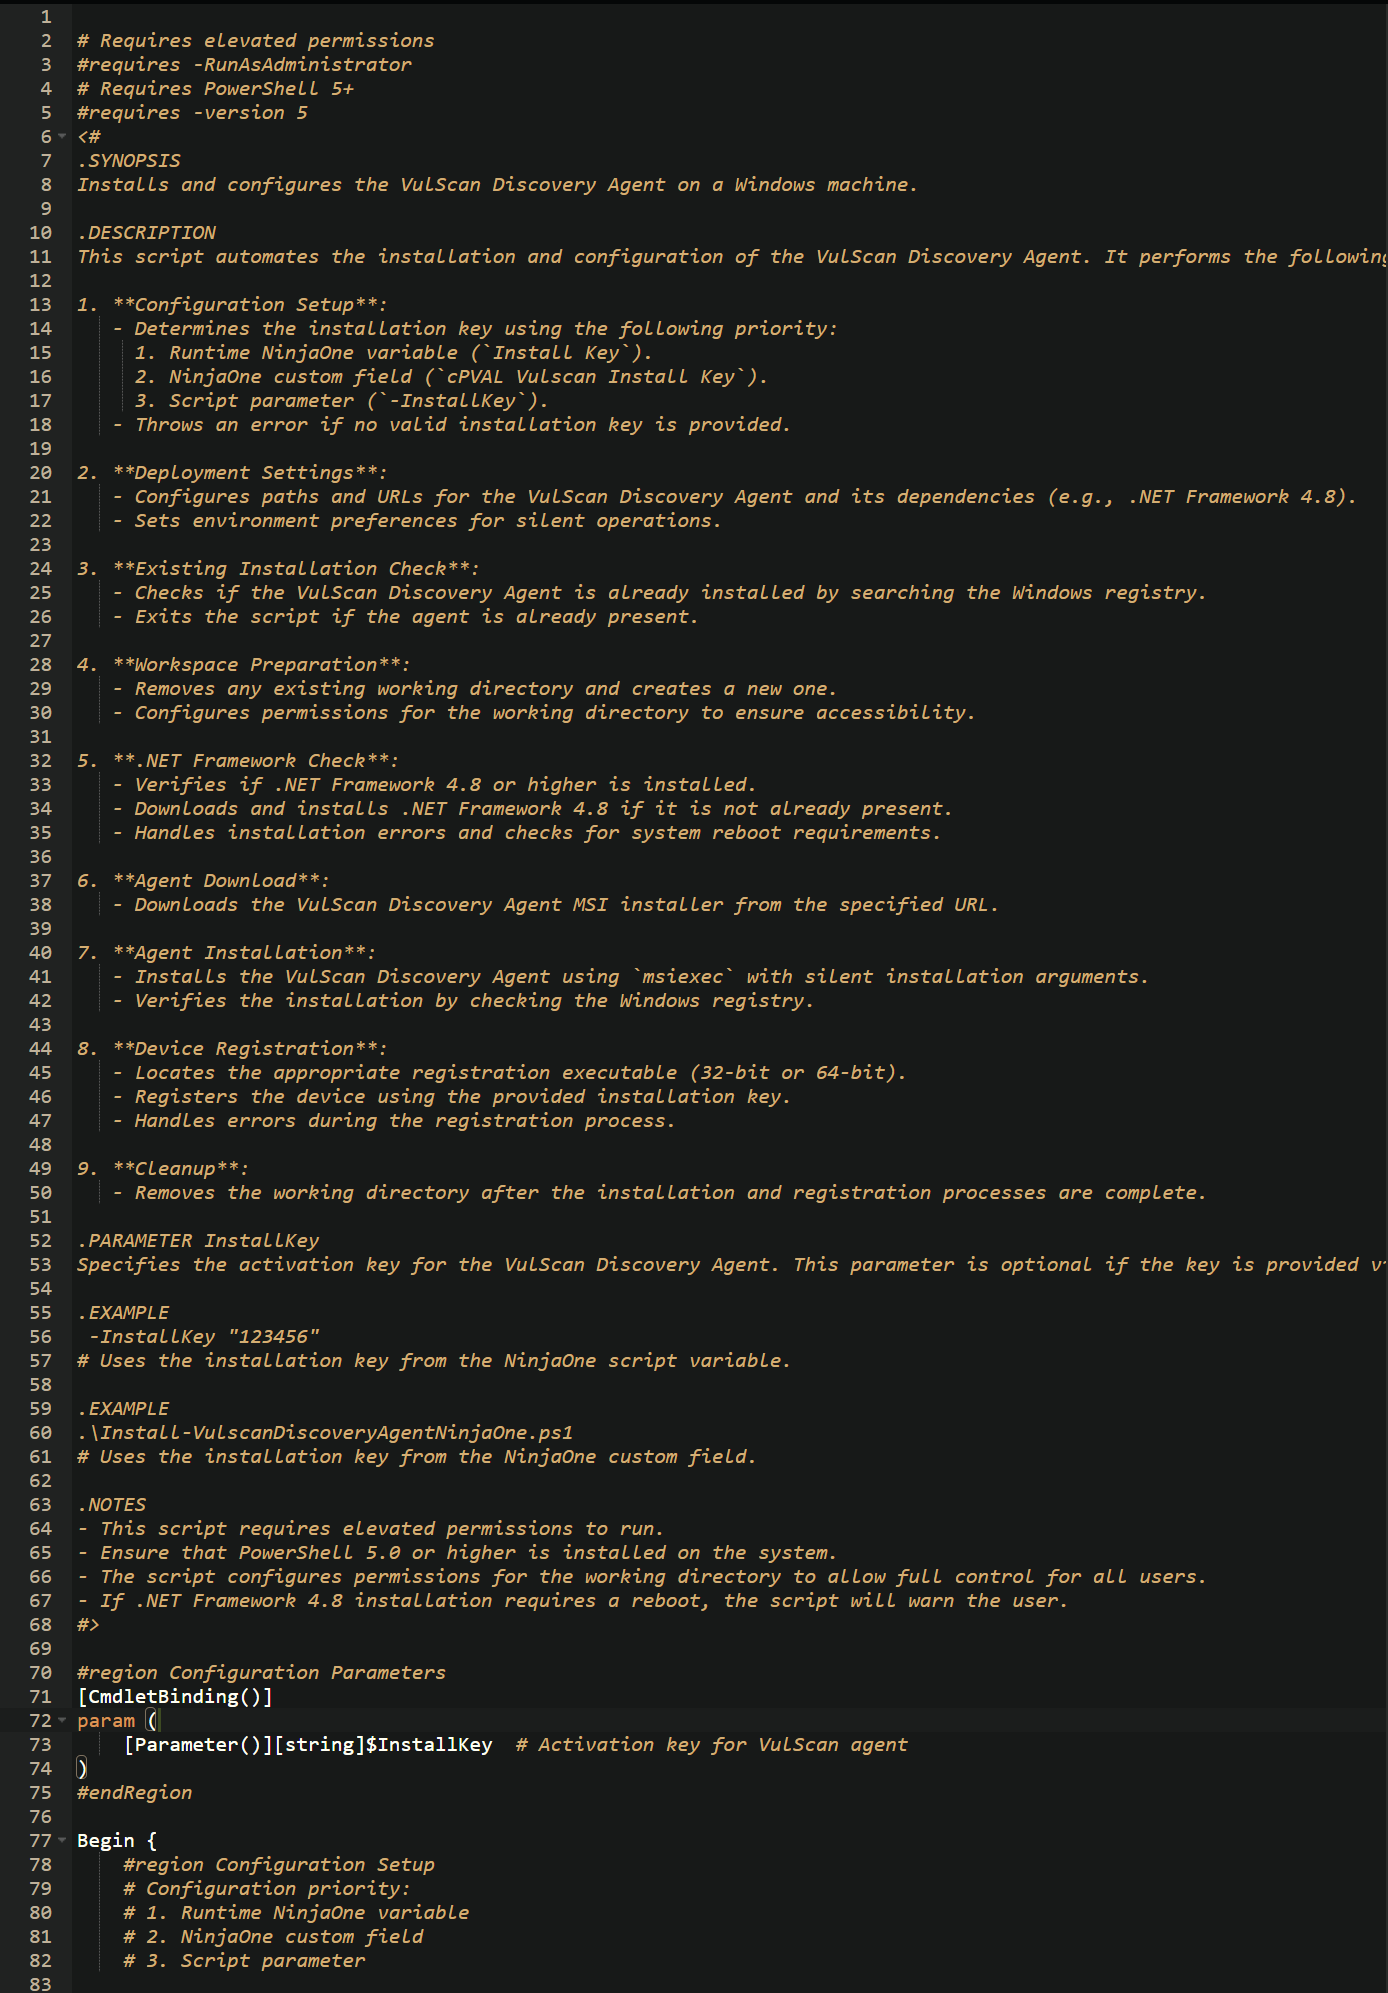 1
2 # Requires elevated permissions
3 #requires -RunAsAdministrator
4 # Requires PowerShell 5+
5 #requires -version 5
6 <#
7 .SYNOPSIS
8 Installs and configures the VulScan Discovery Agent on a Windows machine.
9
10 .DESCRIPTION
11 This script automates the installation and configuration of the VulScan Discovery Agent. It performs the following
12
13 1. **Configuration Setup**:
14 - Determines the installation key using the following priority:
15 1. Runtime NinjaOne variable (`Install Key`).
16 2. NinjaOne custom field (`cPVAL Vulscan Install Key`).
17 3. Script parameter (`-InstallKey`).
18 - Throws an error if no valid installation key is provided.
19
20 2. **Deployment Settings**:
21 - Configures paths and URLs for the VulScan Discovery Agent and its dependencies (e.g., .NET Framework 4.8).
22 - Sets environment preferences for silent operations.
23
24 3. **Existing Installation Check**:
25 - Checks if the VulScan Discovery Agent is already installed by searching the Windows registry.
26 - Exits the script if the agent is already present.
27
28 4. **Workspace Preparation**:
29 - Removes any existing working directory and creates a new one.
30 - Configures permissions for the working directory to ensure accessibility.
31
32 5. **.NET Framework Check**:
33 - Verifies if .NET Framework 4.8 or higher is installed.
34 - Downloads and installs .NET Framework 4.8 if it is not already present.
35 - Handles installation errors and checks for system reboot requirements.
36
37 6. **Agent Download**:
38 - Downloads the VulScan Discovery Agent MSI installer from the specified URL.
39
40 7. **Agent Installation**:
41 - Installs the VulScan Discovery Agent using `msiexec` with silent installation arguments.
42 - Verifies the installation by checking the Windows registry.
43
44 8. **Device Registration**:
45 - Locates the appropriate registration executable (32-bit or 64-bit).
46 - Registers the device using the provided installation key.
47 - Handles errors during the registration process.
48
49 9. **Cleanup**:
50 - Removes the working directory after the installation and registration processes are complete.
51
52 .PARAMETER InstallKey
53 Specifies the activation key for the VulScan Discovery Agent. This parameter is optional if the key is provided
54
55 .EXAMPLE
56 -InstallKey "123456"
57 # Uses the installation key from the NinjaOne script variable.
58
59 .EXAMPLE
60 .\Install-VulscanDiscoveryAgentNinjaOne.ps1
61 # Uses the installation key from the NinjaOne custom field.
62
63 .NOTES
64 - This script requires elevated permissions to run.
65 - Ensure that PowerShell 5.0 or higher is installed on the system.
66 - The script configures permissions for the working directory to allow full control for all users.
67 - If .NET Framework 4.8 installation requires a reboot, the script will warn the user.
68 #>
69
70 #region Configuration Parameters
71 [CmdletBinding()]
72 param (
73 [Parameter()][string]$InstallKey # Activation key for VulScan agent
74 )
75 #endRegion
76
77 Begin {
78 #region Configuration Setup
79 # Configuration priority:
80 # 1. Runtime NinjaOne variable
81 # 2. NinjaOne custom field
82 # 3. Script parameter
83